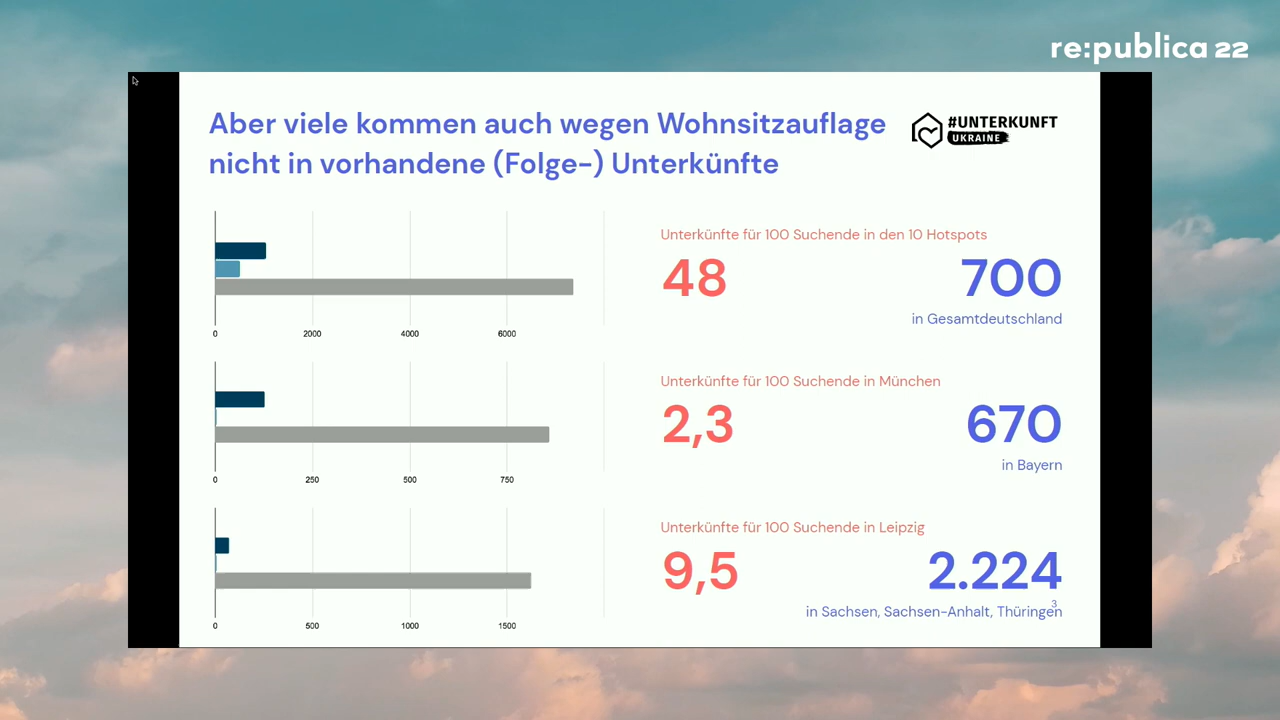 re:publica 22
Aber viele kommen auch wegen Wohnsitzauflage
nicht in vorhandene (Folge-) Unterkünfte
#UNTERKUNFT
UKRAINE
0 2000 4000 6000
Unterkünfte für 100 Suchende in den 10 Hotspots
48 700
in Gesamtdeutschland
0 250 500 750
Unterkünfte für 100 Suchende in München
2,3 670
in Bayern
0 500 1000 1500
Unterkünfte für 100 Suchende in Leipzig
9,5 2.224
3
in Sachsen, Sachsen-Anhalt, Thüringen